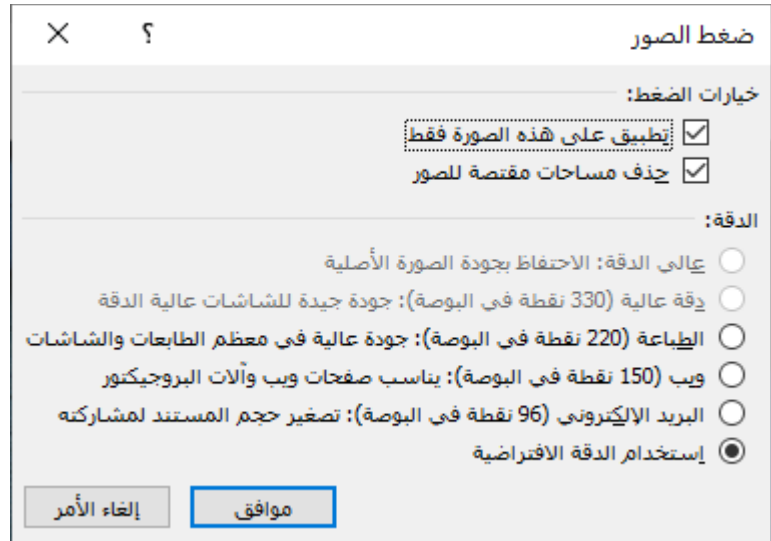 ضغط الصور ؟ ×
خيارات الضغط:
تطبيق على هذه الصورة فقط
حذف مساحات مقتصة للصور
الدقة:
عالي الدقة: الاحتفاظ بجودة الصورة الأصلية
دقة عالية (330 نقطة في البوصة): جودة جيدة للشاشات عالية الدقة
الطباعة (220 نقطة في البوصة): جودة عالية في معظم الطابعات والشاشات
ويب (150 نقطة في البوصة): يناسب صفحات ويب وآلات البروجيكتور
البريد الإلكتروني (96 نقطة في البوصة): تصغير حجم المستند لمشاركته
إستخدام الدقة الافتراضية
موافق إلغاء الأمر